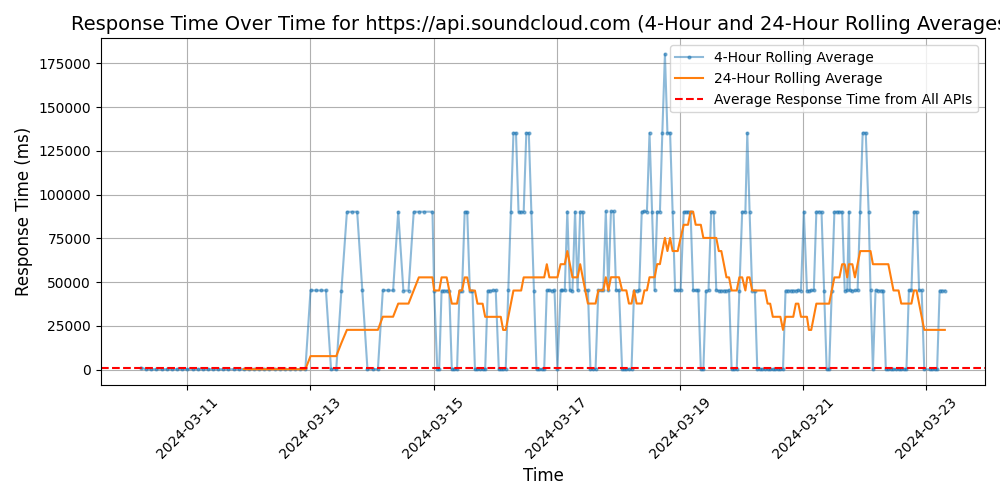 Response Time Over Time for https://api.soundcloud.com (4-Hour and 24-Hour Rolling Averages
4-Hour Rolling Average
24-Hour Rolling Average
Average Response Time from All APIs
Response Time (ms)
175000
150000
125000
100000
75000
50000
25000
0
2024-03-11
2024-03-13
2024-03-15
2024-03-17
2024-03-19
2024-03-21
2024-03-23
Time